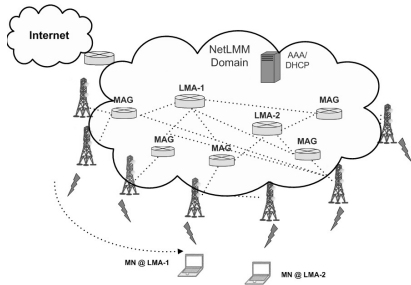 Internet
NetLMM
Domain
AAA/
DHCP
LMA-1
MAG
MAG
LMA-2
MAG
MAG
MAG
MN @ LMA-1
MN @ LMA-2